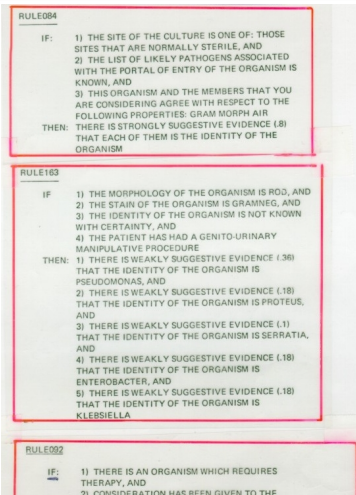 RULE084
IF: 1) THE SITE OF THE CULTURE IS ONE OF: THOSE
SITES THAT ARE NORMALLY STERILE, AND
2) THE LIST OF LIKELY PATHOGENS ASSOCIATED
WITH THE PORTAL OF ENTRY OF THE ORGANISM IS
KNOWN, AND
3) THIS ORGANISM AND THE MEMBERS THAT YOU
ARE CONSIDERING AGREE WITH RESPECT TO THE
FOLLOWING PROPERTIES: GRAM MORPH AIR
THEN: THERE IS STRONGLY SUGGESTIVE EVIDENCE (.8)
THAT EACH OF THEM IS THE IDENTITY OF THE
ORGANISM
RULE163
IF 1) THE MORPHOLOGY OF THE ORGANISM IS ROD, AND
2) THE STAIN OF THE ORGANISM IS GRAMNEG, AND
3) THE IDENTITY OF THE ORGANISM IS NOT KNOWN
WITH CERTAINTY, AND
4) THE PATIENT HAS HAD A GENITO-URINARY
MANIPULATIVE PROCEDURE
THEN: 1) THERE IS WEAKLY SUGGESTIVE EVIDENCE (.36)
THAT THE IDENTITY OF THE ORGANISM IS
PSEUDOMONAS, AND
2) THERE IS WEAKLY SUGGESTIVE EVIDENCE (.18)
THAT THE IDENTITY OF THE ORGANISM IS PROTEUS,
AND
3) THERE IS WEAKLY SUGGESTIVE EVIDENCE (.1)
THAT THE IDENTITY OF THE ORGANISM IS SERRATIA,
AND
4) THERE IS WEAKLY SUGGESTIVE EVIDENCE (.18)
THAT THE IDENTITY OF THE ORGANISM IS
ENTEROBACTER, AND
5) THERE IS WEAKLY SUGGESTIVE EVIDENCE (.18)
THAT THE IDENTITY OF THE ORGANISM IS
KLEBSIELLA
RULE092
IF: 1) THERE IS AN ORGANISM WHICH REQUIRES
THERAPY, AND
2) CONSIDERATION HAS BEEN GIVEN TO THE